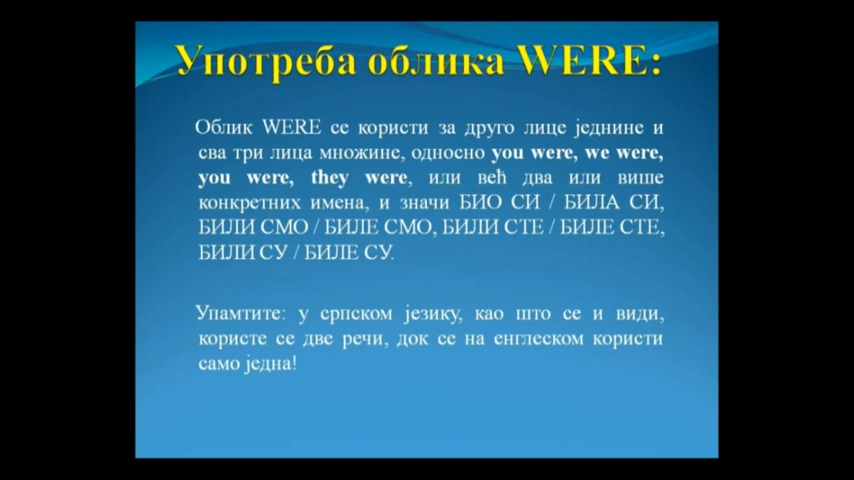 Употреба облика WERE:
Облик WERE се користи за друго лице једнине и
сва три лица множине, односно you were, we were,
you were, they were, или већ два или више
конкретних имена, и значи БИО СИ / БИЛА СИ,
БИЛИ СМО / БИЛЕ СМО, БИЛИ СТЕ / БИЛЕ СТЕ,
БИЛИ СУ / БИЛЕ СУ.
Упамтите: у српском језику, као што се и види,
користе се две речи, док се на енглеском користи
само једна!